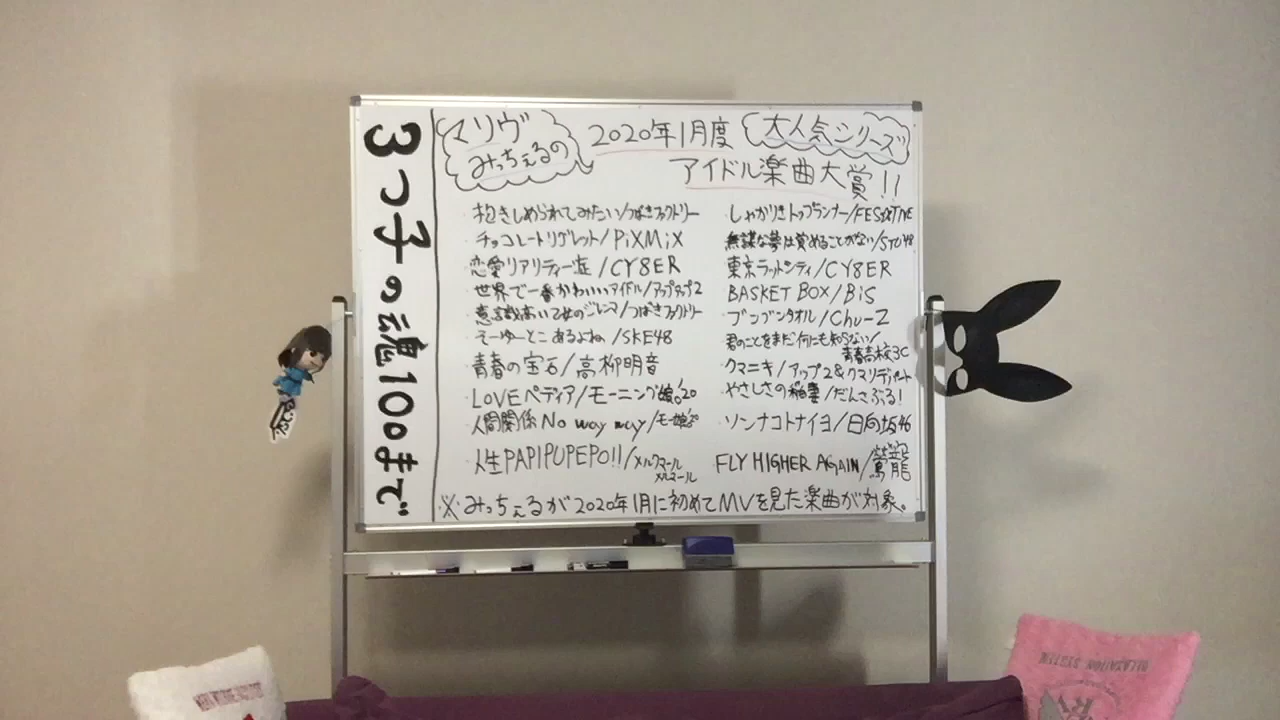 3つ子の魂100まで
マリヴ
みっちぇるの
2020年1月度
大人気シリーズ
アイドル楽曲大賞!!
・抱きしめられてみたい/つばきファクトリー
・チョコレートリグレット/PiXMiX
・恋愛リアリティー症/CY8ER
・世界で一番かわいいアイドル/アップアップ2
・意識高い乙女のジレンマ/つばきファクトリー
・そーゆーとこあるよね/SKE48
・青春の宝石/高柳明音
・LOVEペディア/モーニング娘。'20
・人間関係No way way/モー娘。'20
・人生PAPIPUPEPO!!/メルクマール
メルマール
・しゃかりきトップランナー/FES☆TIVE
・無謀な夢は覚めることがない/STU48
・東京ラットシティ/CY8ER
・BASKET BOX/BiS
・ブンブンタオル/Chu-Z
・君のことをまだ何にも知らない/
青春高校3C
・クマニキ/アップ2&クマリデパート
・やさしさの稲妻/だんさぶる!
・ソンナコトナイヨ/日向坂46
FLY HIGHER AGAIN/鶯籠
※みっちぇるが2020年1月に初めてMVを見た楽曲が対象。
RELAXATION SYSTEM